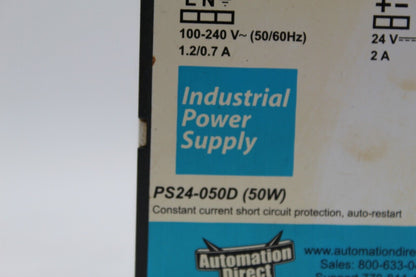 L N
+ −
100-240 V~ (50/60Hz)
24 V
1.2/0.7 A
2 A
Industrial
Power
Supply
PS24-050D (50W)
Constant current short circuit protection, auto-restart
Automation
Direct
www.automationdirect
Sales: 800-633-0